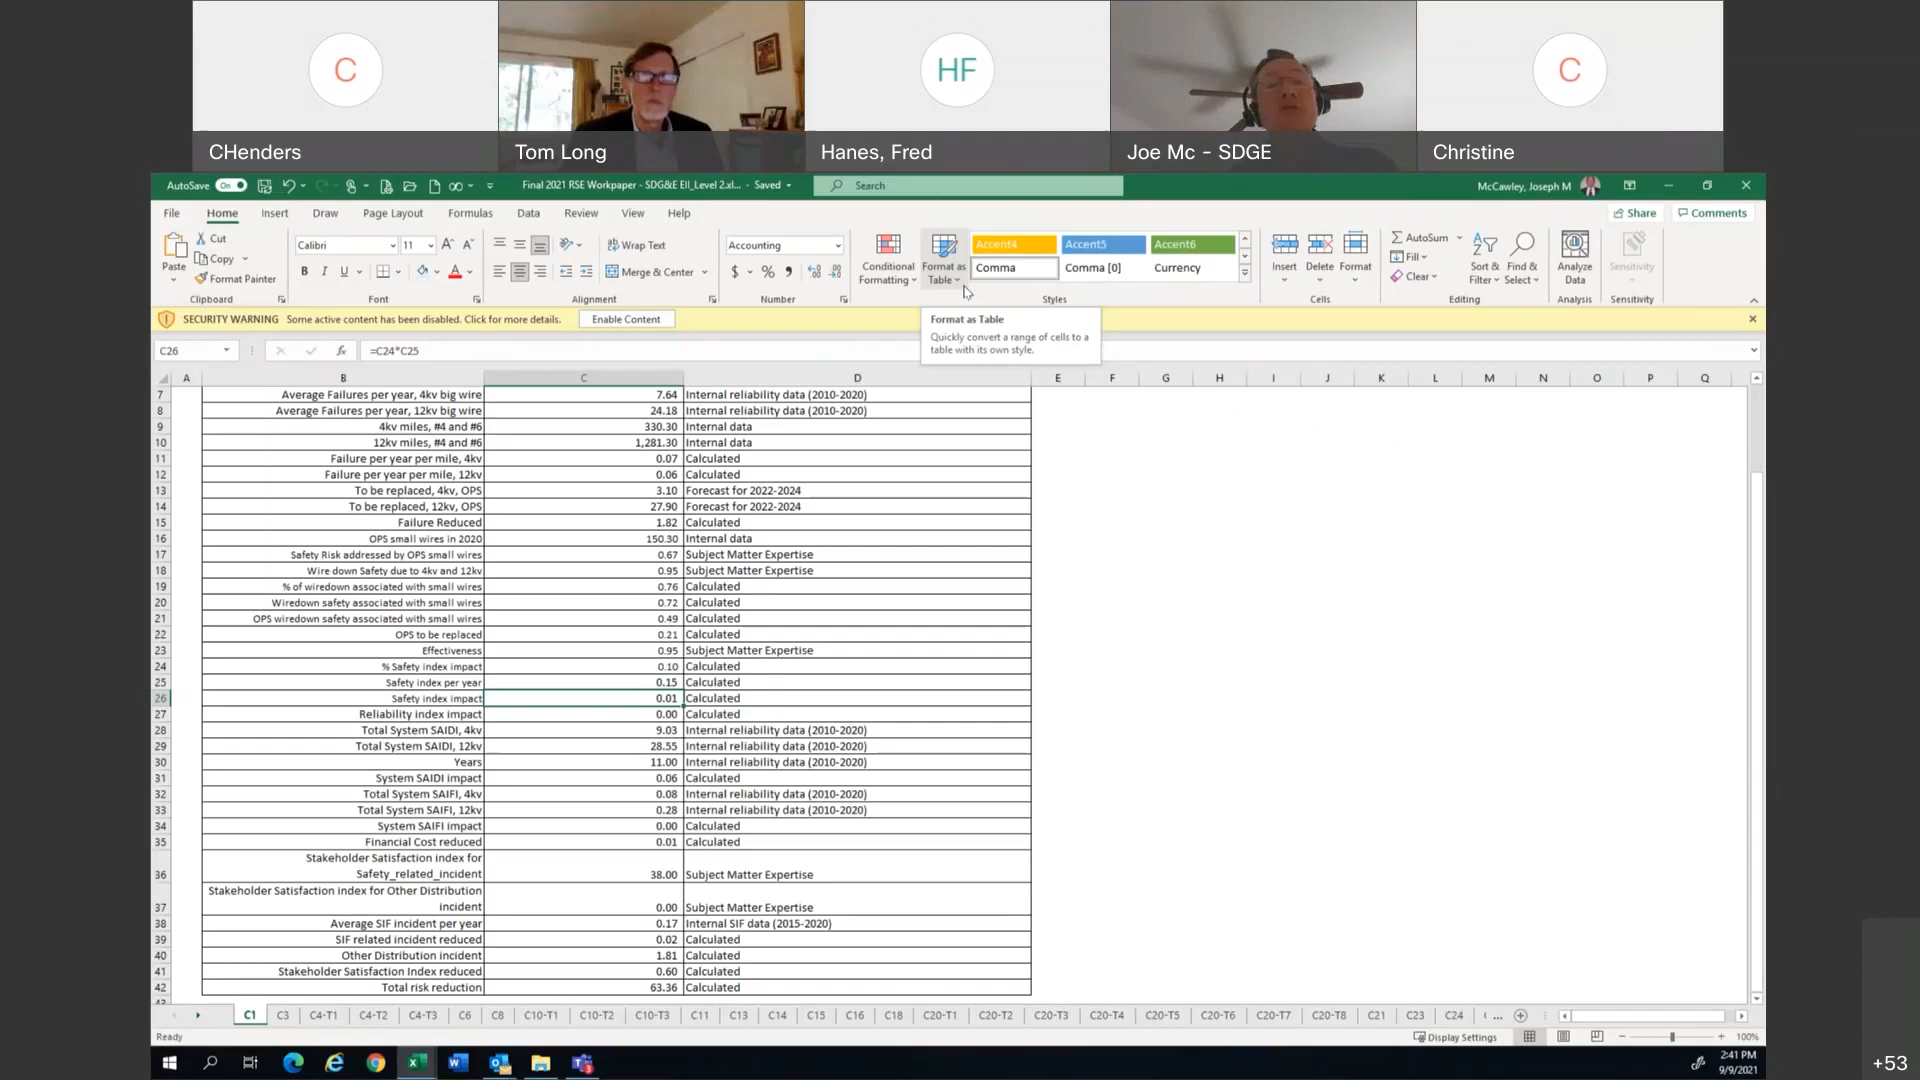 C HF C
CHenders Tom Long Hanes, Fred Joe Mc - SDGE Christine
AutoSave On Final 2021 RSE Workpaper - SDG&E EII_Level 2.xl... - Saved Search McCawley, Joseph M
File Home Insert Draw Page Layout Formulas Data Review View Help Share Comments
Paste Cut Copy Format Painter Clipboard
Calibri 11 B I U A Font
Wrap Text Merge & Center Alignment
Accounting $ % Number
Conditional Formatting Format as Table Accent4 Accent5 Accent6
Comma Comma [0] Currency Styles
Insert Delete Format Cells
AutoSum Fill Clear Sort & Filter Find & Select Editing
Analyze Data Analysis Sensitivity Sensitivity
SECURITY WARNING Some active content has been disabled. Click for more details. Enable Content
Format as Table
Quickly convert a range of cells to a
table with its own style.
C26 fx =C24*C25
A B C D E F G H I J K L M N O P Q
7 Average Failures per year, 4kv big wire 7.64 Internal reliability data (2010-2020)
8 Average Failures per year, 12kv big wire 24.18 Internal reliability data (2010-2020)
9 4kv miles, #4 and #6 330.30 Internal data
10 12kv miles, #4 and #6 1,281.30 Internal data
11 Failure per year per mile, 4kv 0.07 Calculated
12 Failure per year per mile, 12kv 0.06 Calculated
13 To be replaced, 4kv, OPS 3.10 Forecast for 2022-2024
14 To be replaced, 12kv, OPS 27.90 Forecast for 2022-2024
15 Failure Reduced 1.82 Calculated
16 OPS small wires in 2020 150.30 Internal data
17 Safety Risk addressed by OPS small wires 0.67 Subject Matter Expertise
18 Wire down Safety due to 4kv and 12kv 0.95 Subject Matter Expertise
19 % of wiredown associated with small wires 0.76 Calculated
20 Wiredown safety associated with small wires 0.72 Calculated
21 OPS wiredown safety associated with small wires 0.49 Calculated
22 OPS to be replaced 0.21 Calculated
23 Effectiveness 0.95 Subject Matter Expertise
24 % Safety index impact 0.10 Calculated
25 Safety index per year 0.15 Calculated
26 Safety index impact 0.01 Calculated
27 Reliability index impact 0.00 Calculated
28 Total System SAIDI, 4kv 9.03 Internal reliability data (2010-2020)
29 Total System SAIDI, 12kv 28.55 Internal reliability data (2010-2020)
30 Years 11.00 Internal reliability data (2010-2020)
31 System SAIDI impact 0.06 Calculated
32 Total System SAIFI, 4kv 0.08 Internal reliability data (2010-2020)
33 Total System SAIFI, 12kv 0.28 Internal reliability data (2010-2020)
34 System SAIFI impact 0.00 Calculated
35 Financial Cost reduced 0.01 Calculated
Stakeholder Satisfaction index for
36 Safety_related_incident 38.00 Subject Matter Expertise
Stakeholder Satisfaction index for Other Distribution
37 incident 0.00 Subject Matter Expertise
38 Average SIF incident per year 0.17 Internal SIF data (2015-2020)
39 SIF related incident reduced 0.02 Calculated
40 Other Distribution incident 1.81 Calculated
41 Stakeholder Satisfaction Index reduced 0.60 Calculated
42 Total risk reduction 63.36 Calculated
C1 C3 C4-T1 C4-T2 C4-T3 C6 C8 C10-T1 C10-T2 C10-T3 C11 C13 C14 C15 C16 C18 C20-T1 C20-T2 C20-T3 C20-T4 C20-T5 C20-T6 C20-T7 C20-T8 C21 C23 C24 ...
Ready Display Settings 100%
2:41 PM
9/9/2021
+53